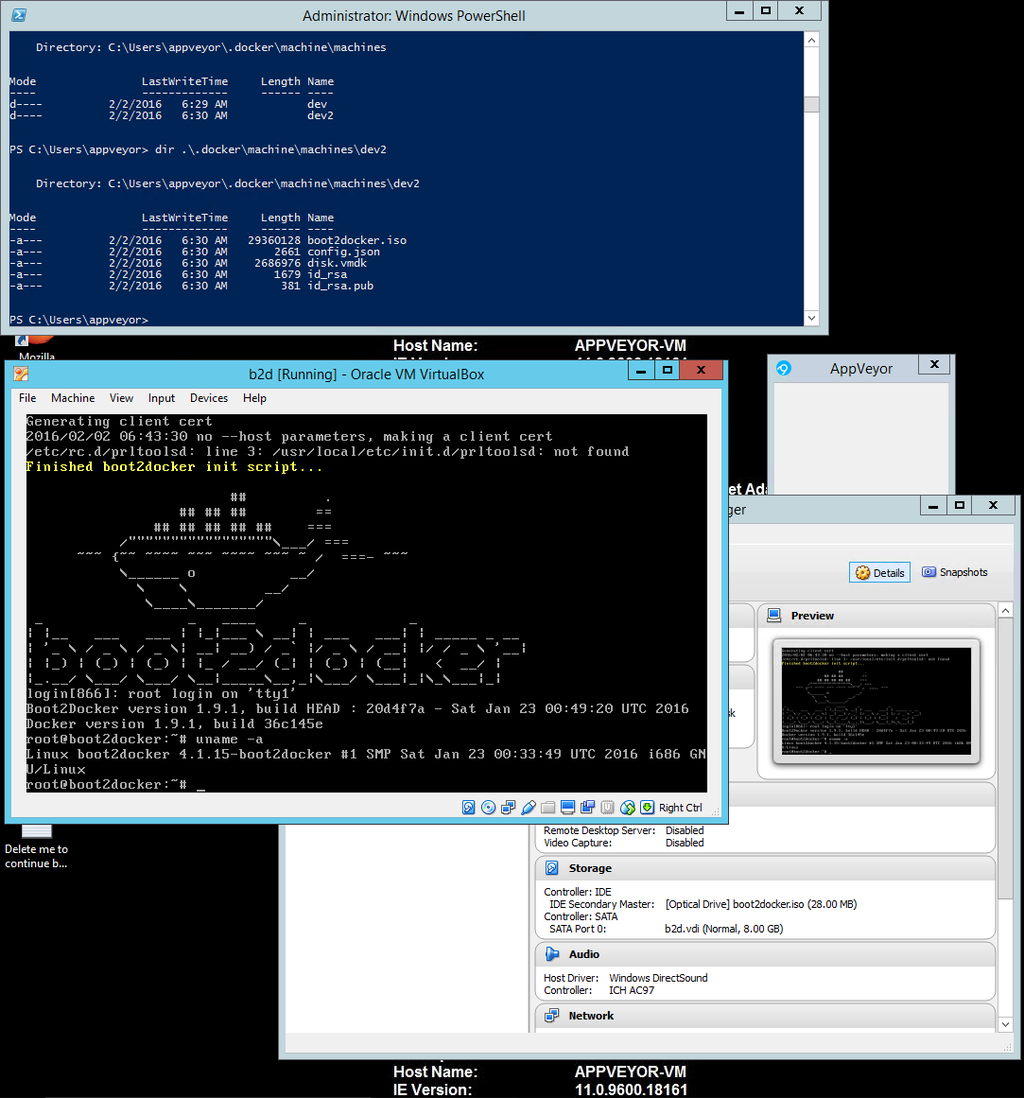 Administrator: Windows PowerShell
Directory: C:\Users\appveyor\.docker\machine\machines
Mode LastWriteTime Length Name
---- ------------- ------ ----
d---- 2/2/2016 6:29 AM dev
d---- 2/2/2016 6:30 AM dev2
PS C:\Users\appveyor> dir .\.docker\machine\machines\dev2
Directory: C:\Users\appveyor\.docker\machine\machines\dev2
Mode LastWriteTime Length Name
---- ------------- ------ ----
-a--- 2/2/2016 6:30 AM 29360128 boot2docker.iso
-a--- 2/2/2016 6:30 AM 2661 config.json
-a--- 2/2/2016 6:30 AM 2686976 disk.vmdk
-a--- 2/2/2016 6:30 AM 1679 id_rsa
-a--- 2/2/2016 6:30 AM 381 id_rsa.pub
PS C:\Users\appveyor>
Mozilla
Host Name: APPVEYOR-VM
b2d [Running] - Oracle VM VirtualBox
File Machine View Input Devices Help
Generating client cert
2016/02/02 06:43:30 no --host parameters, making a client cert
/etc/rc.d/prltoolsd: line 3: /usr/local/etc/init.d/prltoolsd: not found
Finished boot2docker init script...
boot2docker
login[866]: root login on 'tty1'
Boot2Docker version 1.9.1, build HEAD : 20d4f7a - Sat Jan 23 00:49:20 UTC 2016
Docker version 1.9.1, build 36c145e
root@boot2docker:~# uname -a
Linux boot2docker 4.1.15-boot2docker #1 SMP Sat Jan 23 00:33:49 UTC 2016 i686 GN
U/Linux
root@boot2docker:~# _
Right Ctrl
AppVeyor
Details Snapshots
Preview
Delete me to
continue b...
Remote Desktop Server: Disabled
Video Capture: Disabled
Storage
Controller: IDE
IDE Secondary Master: [Optical Drive] boot2docker.iso (28.00 MB)
Controller: SATA
SATA Port 0: b2d.vdi (Normal, 8.00 GB)
Audio
Host Driver: Windows DirectSound
Controller: ICH AC97
Network
Host Name: APPVEYOR-VM
IE Version: 11.0.9600.18161